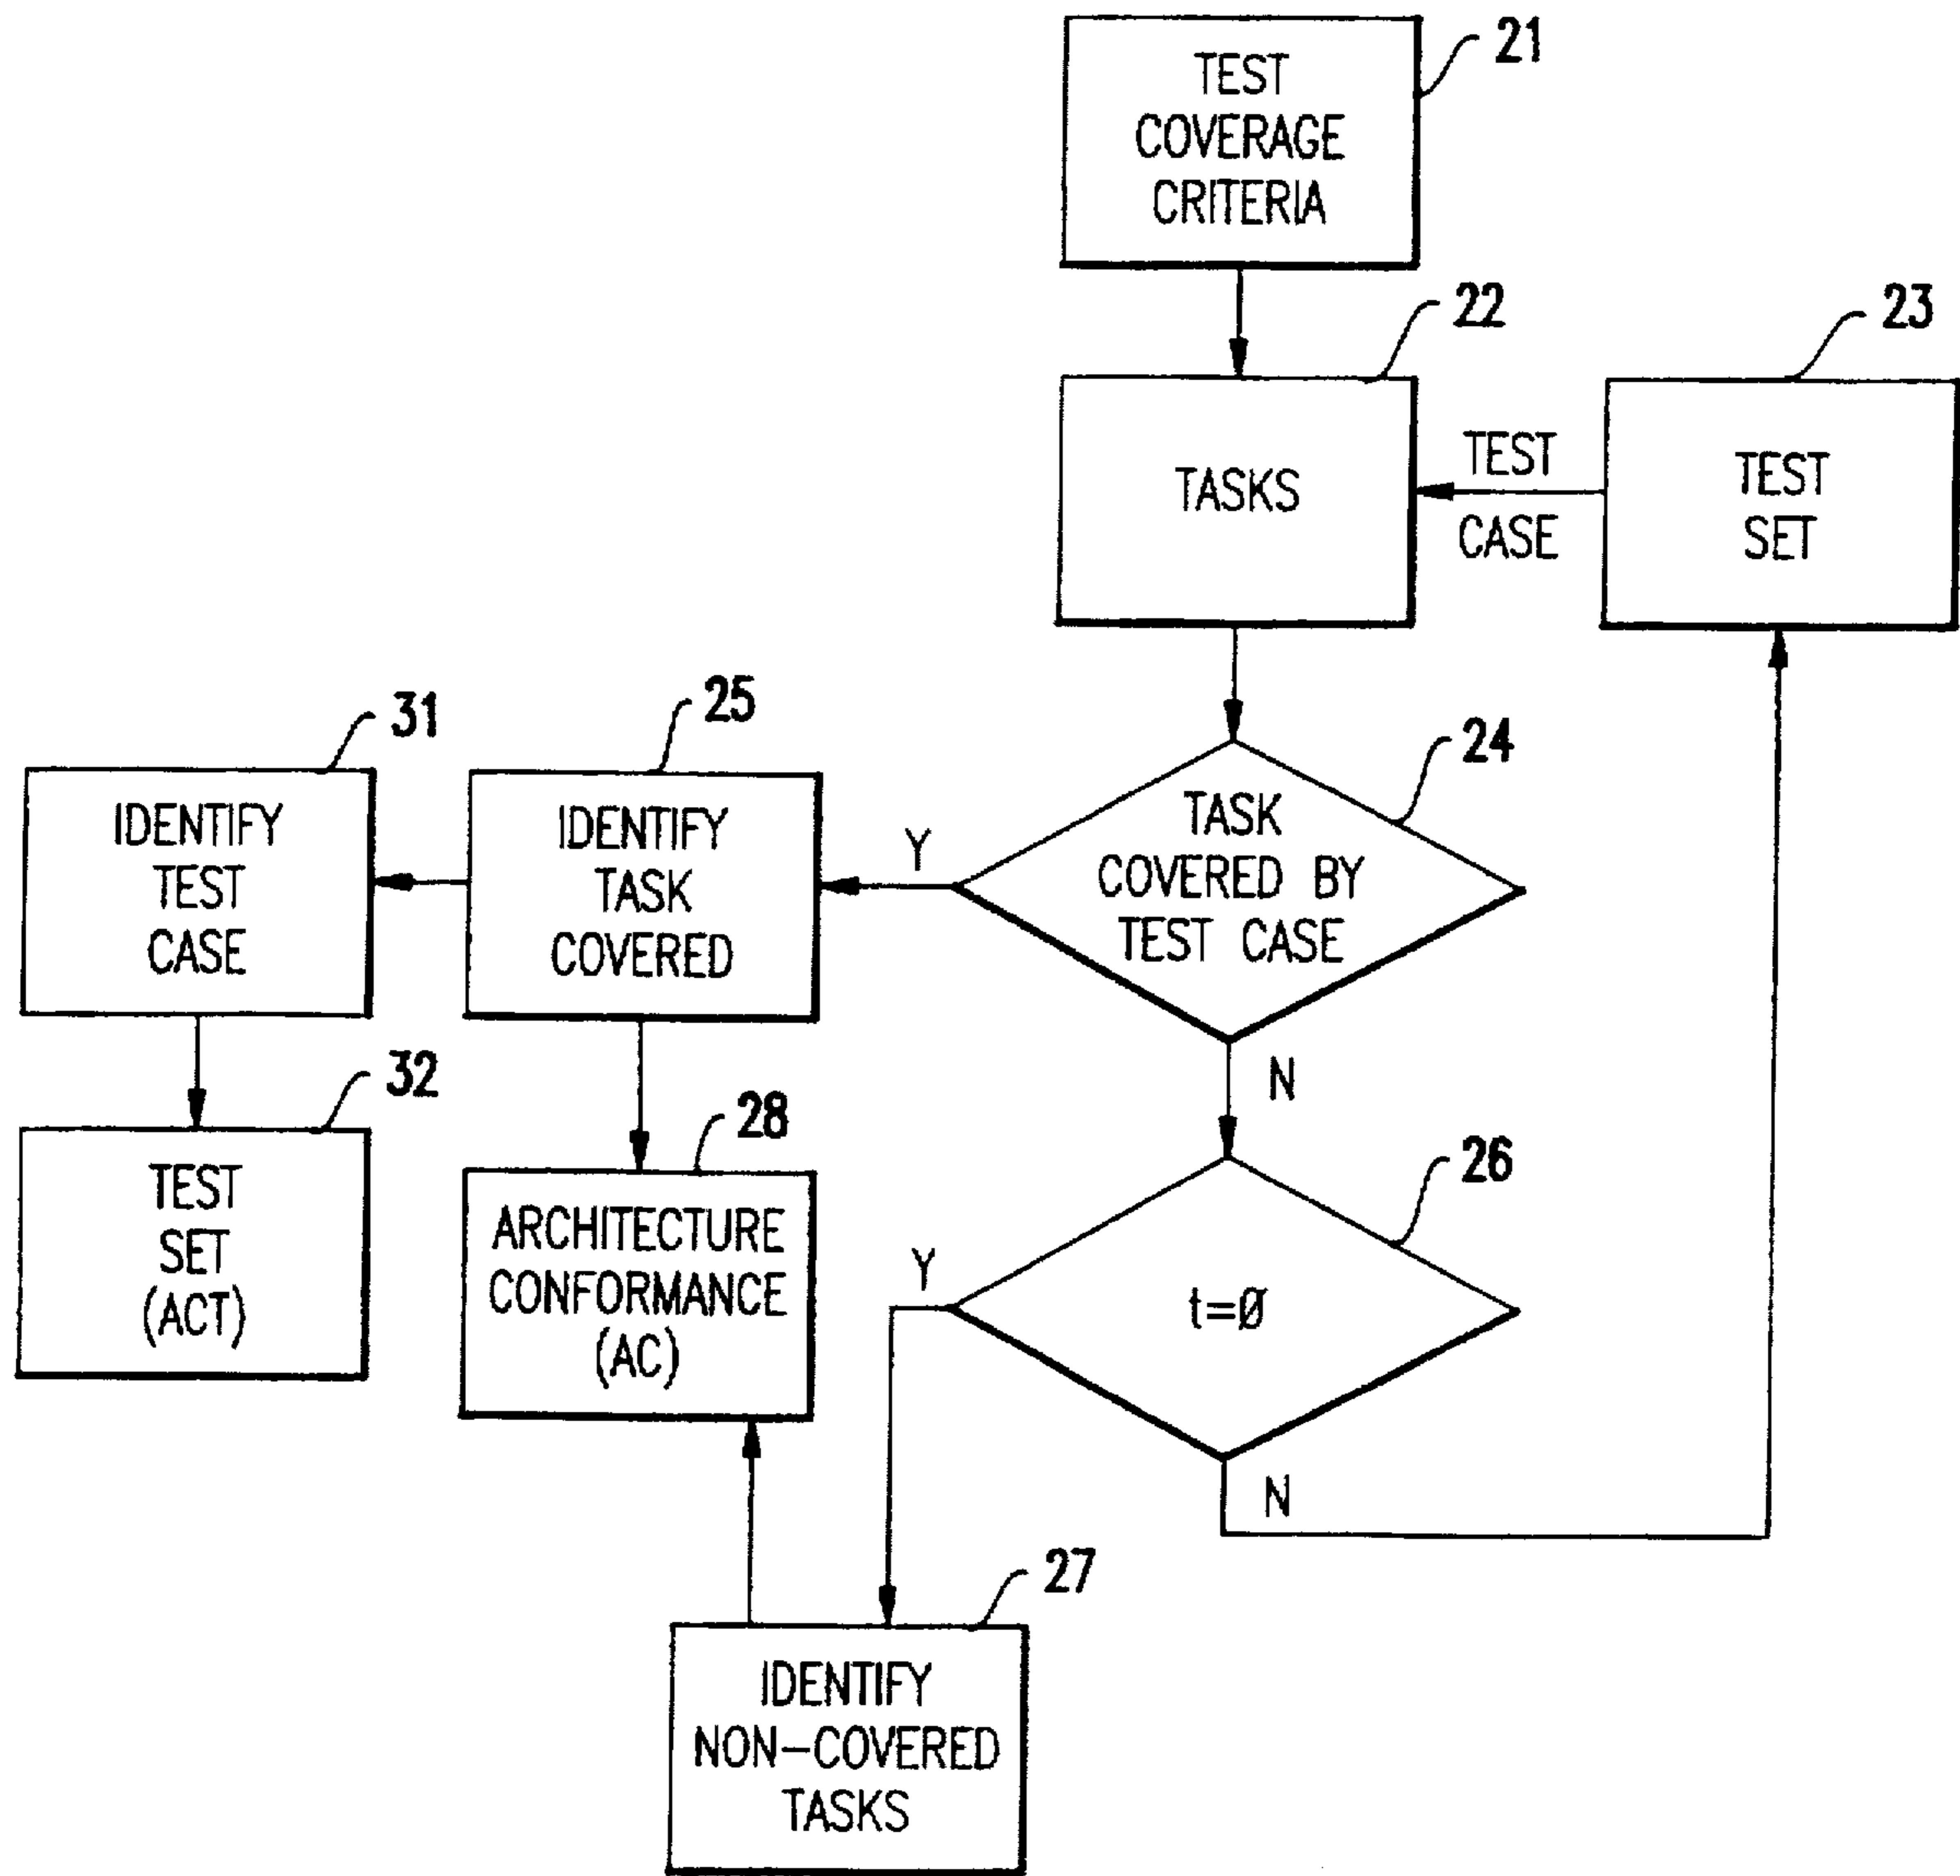 21
TEST
COVERAGE
CRITERIA
22
23
TASKS
TEST
CASE
TEST
SET
31
25
24
IDENTIFY
TEST
CASE
IDENTIFY
TASK
COVERED
Y
TASK
COVERED BY
TEST CASE
N
32
28
26
TEST
SET
(ACT)
ARCHITECTURE
CONFORMANCE
(AC)
Y
t=Ø
N
27
IDENTIFY
NON-COVERED
TASKS